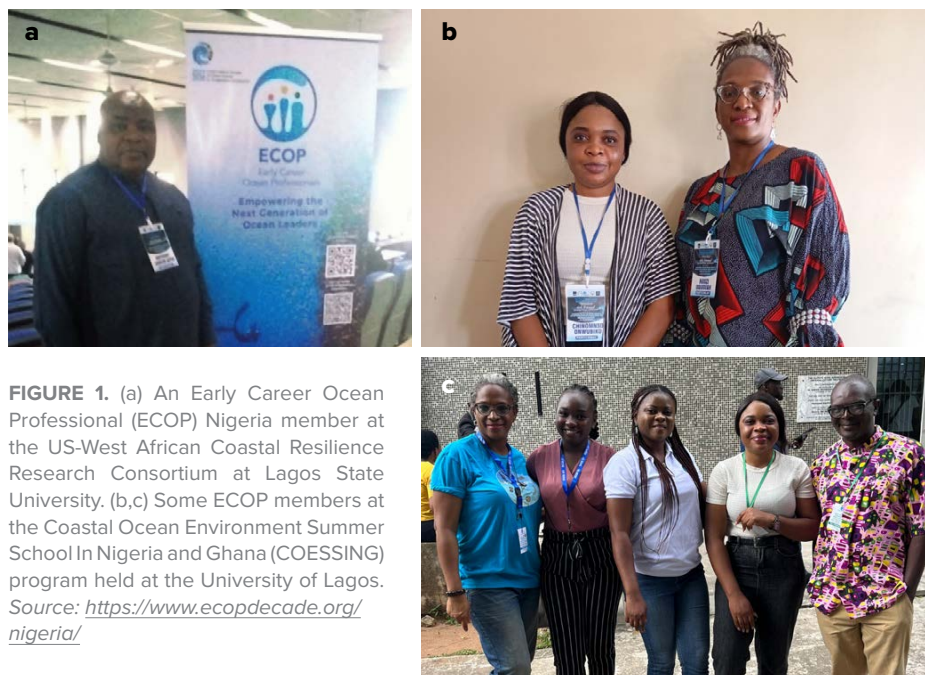 a
ECOP
Early Career
Ocean Professionals
Empowering the
Next Generation of
Ocean Leaders
b
CHINOMNSO
ONWUBIKO
FIGURE 1. (a) An Early Career Ocean
Professional (ECOP) Nigeria member at
the US-West African Coastal Resilience
Research Consortium at Lagos State
University. (b,c) Some ECOP members at
the Coastal Ocean Environment Summer
School In Nigeria and Ghana (COESSING)
program held at the University of Lagos.
Source: https://www.ecopdecade.org/
nigeria/
c